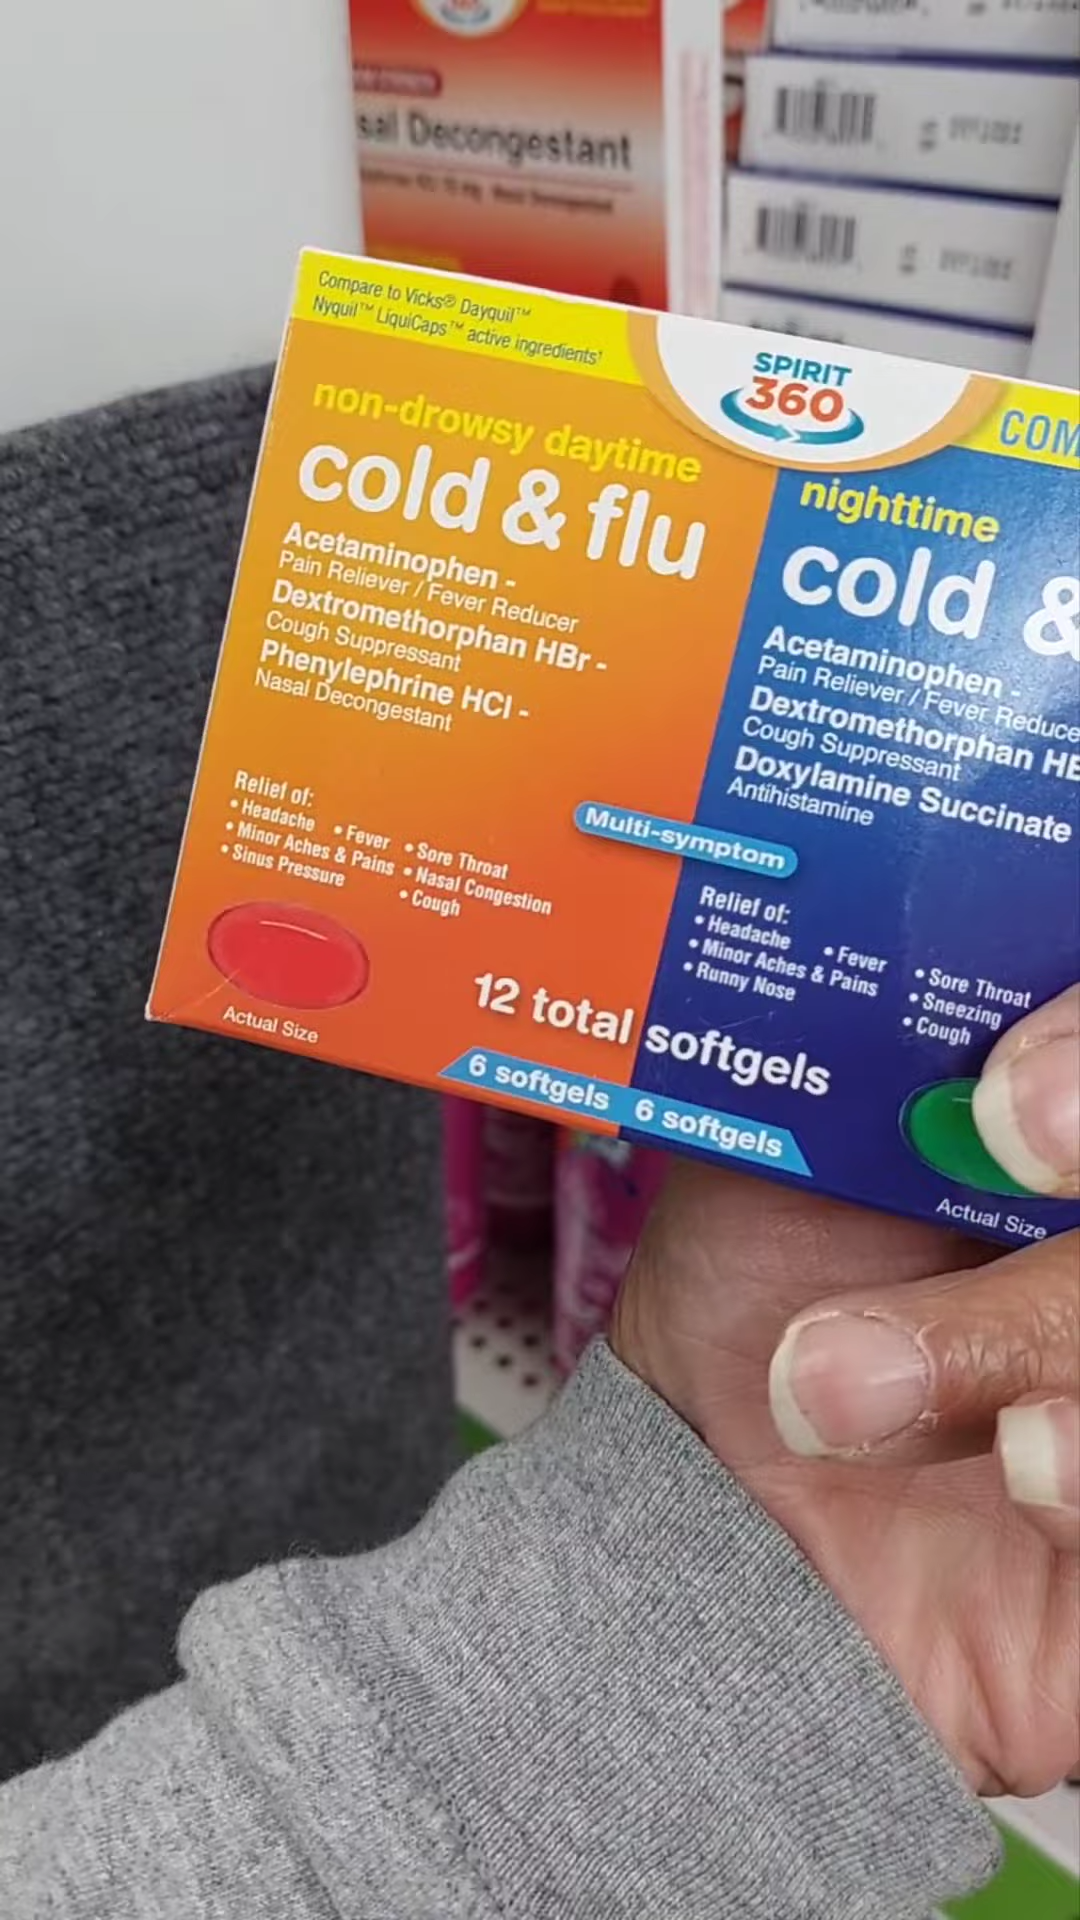 sal Decongestant
Compare to Vicks® Dayquil™
Nyquil™ LiquiCaps™ active ingredients†
SPIRIT
360
COM
non-drowsy daytime
cold & flu
Acetaminophen -
Pain Reliever / Fever Reducer
Dextromethorphan HBr -
Cough Suppressant
Phenylephrine HCl -
Nasal Decongestant
Relief of:
• Headache • Fever • Sore Throat
• Minor Aches & Pains • Nasal Congestion
• Sinus Pressure • Cough
Actual Size
nighttime
cold &
Acetaminophen -
Pain Reliever / Fever Reduce
Dextromethorphan HB
Cough Suppressant
Doxylamine Succinate
Antihistamine
Multi-symptom
Relief of:
• Headache • Fever • Sore Throat
• Minor Aches & Pains • Sneezing
• Runny Nose • Cough
12 total softgels
6 softgels 6 softgels
Actual Size